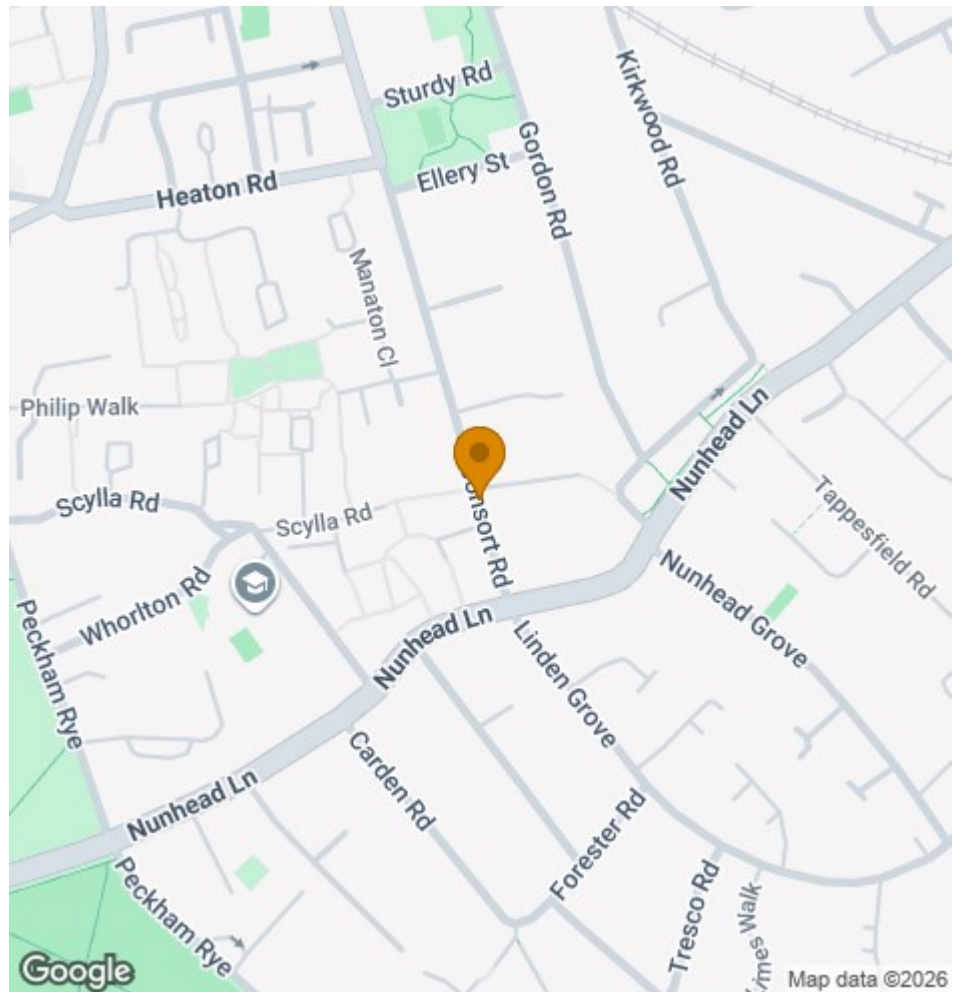 Sturdy Rd
Kirkwood Rd
Gordon Rd
Ellery St
Heaton Rd
Manaton Cl
Philip Walk
Nunhead Ln
Scylla Rd
Scylla Rd
Tappesfield Rd
Whorlton Rd
Nunhead Grove
Peckham Rye
Nunhead Ln
Linden Grove
Carden Rd
Nunhead Ln
Forester Rd
Peckham Rye
Tresco Rd
Walk
Google
Map data ©2026